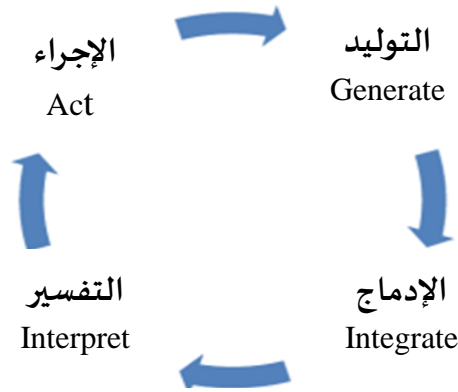 التوليد
Generate
الإجراء
Act
الإدماج
Integrate
التفسير
Interpret